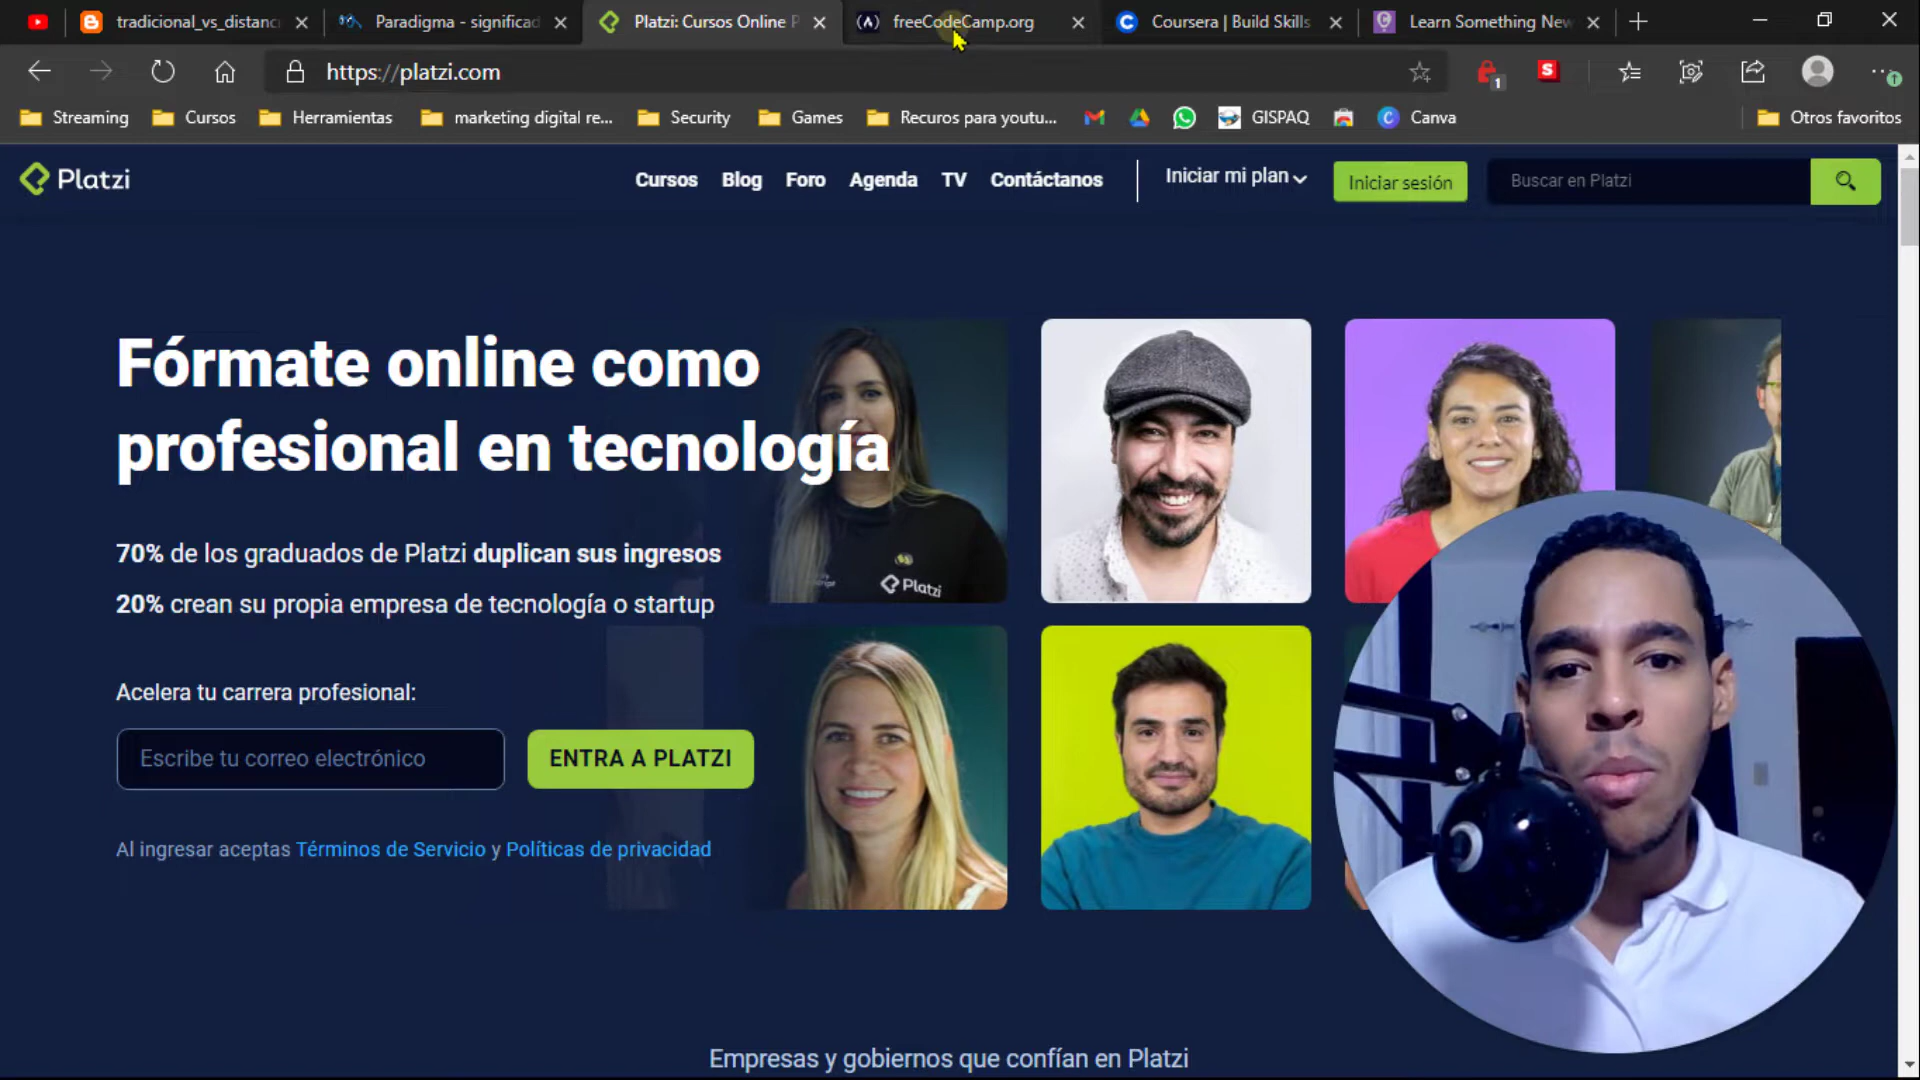 tradicional_vs_distanc
Paradigma - significad
Platzi: Cursos Online P
freeCodeCamp.org
Coursera | Build Skills
Learn Something New
https://platzi.com
1
S
Streaming
Cursos
Herramientas
marketing digital re...
Security
Games
Recuros para youtu...
GISPAQ
Canva
Otros favoritos
Platzi
Cursos
Blog
Foro
Agenda
TV
Contáctanos
Iniciar mi plan
Iniciar sesión
Buscar en Platzi
Fórmate online como
profesional en tecnología
70% de los graduados de Platzi duplican sus ingresos
20% crean su propia empresa de tecnología o startup
Platzi
Acelera tu carrera profesional:
Escribe tu correo electrónico
ENTRA A PLATZI
Al ingresar aceptas Términos de Servicio y Políticas de privacidad
Empresas y gobiernos que confían en Platzi